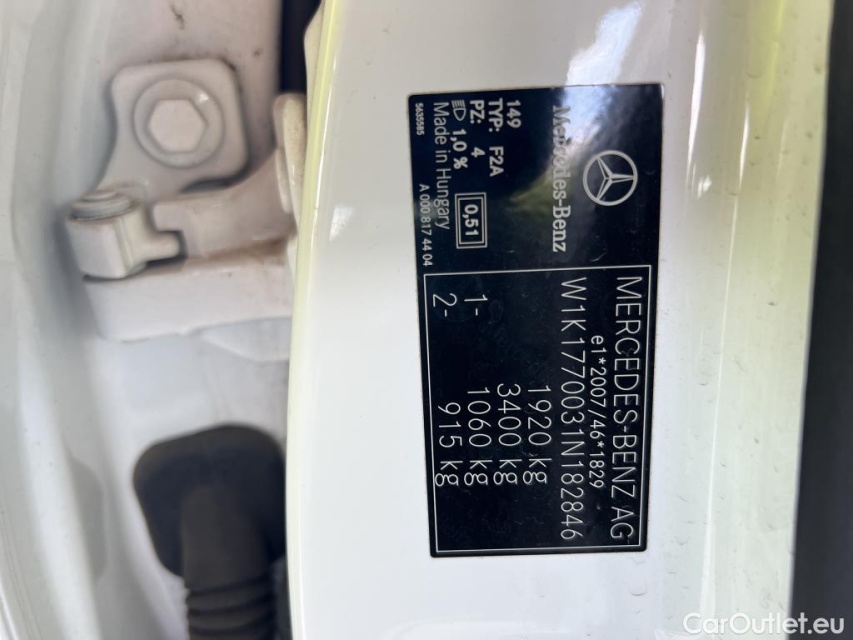 MERCEDES-BENZ AG
e1*2007/46*1829
W1K1770031N182846
1920 kg
3400 kg
1- 1060 kg
2- 915 kg
Mercedes-Benz
149
TYP: F2A
PZ: 4
1,0 %
0,51
Made in Hungary
5635585
A 000 817 44 04
CarOutlet.eu